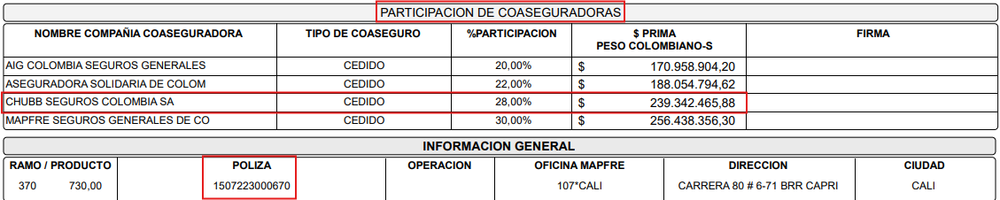 PARTICIPACION DE COASEGURADORAS
NOMBRE COMPAÑIA COASEGURADORA TIPO DE COASEGURO %PARTICIPACION $ PRIMA PESO COLOMBIANO-S FIRMA
AIG COLOMBIA SEGUROS GENERALES CEDIDO 20,00% $ 170.958.904,20
ASEGURADORA SOLIDARIA DE COLOM CEDIDO 22,00% $ 188.054.794,62
CHUBB SEGUROS COLOMBIA SA CEDIDO 28,00% $ 239.342.465,88
MAPFRE SEGUROS GENERALES DE CO CEDIDO 30,00% $ 256.438.356,30
INFORMACION GENERAL
RAMO / PRODUCTO POLIZA OPERACION OFICINA MAPFRE DIRECCION CIUDAD
370 730,00 1507223000670 107*CALI CARRERA 80 # 6-71 BRR CAPRI CALI